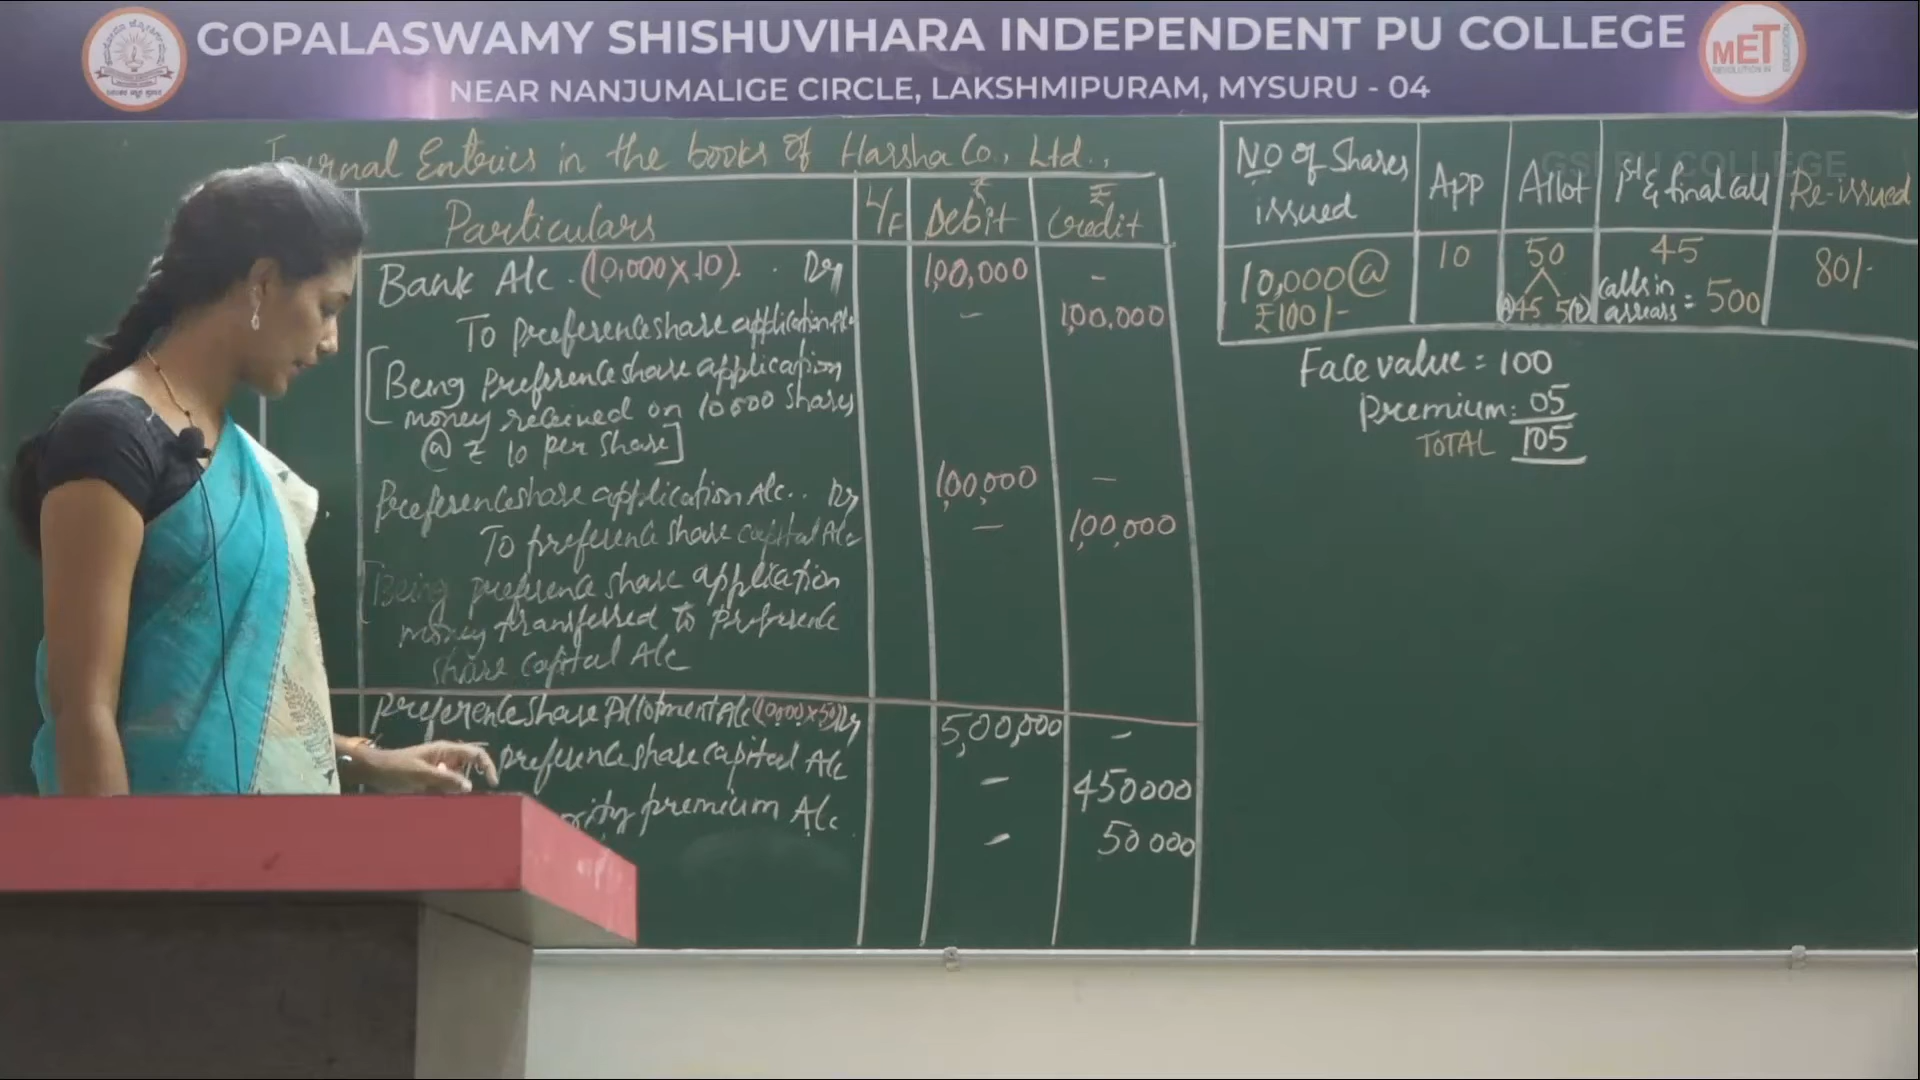 GOPALASWAMY SHISHUVIHARA INDEPENDENT PU COLLEGE
NEAR NANJUMALIGE CIRCLE, LAKSHMIPURAM, MYSURU - 04
MET
Journal Entries in the books of Harsha Co., Ltd.,
Particulars L/F Debit ₹ Credit ₹
Bank A/c. (10,000×10). . Dr 1,00,000 -
To preference share application A/c - 1,00,000
[Being preference share application
money received on 10000 shares
@ ₹ 10 per share]
Preference share application A/c.. Dr 1,00,000 -
To preference share capital A/c - 1,00,000
[Being preference share application
money transferred to preference
share capital A/c
preference share Allotment A/c (10,000×50) Dr 5,00,000 -
preference share capital A/c - 450000
premium A/c. - 50000
GSI PU COLLEGE
NO of Shares issued App Allot 1st & final call Re-issued
10,000 @ ₹100/- 10 50 45 80/-
45 5 calls in arrears = 500
Face value = 100
Premium: 05
TOTAL 105